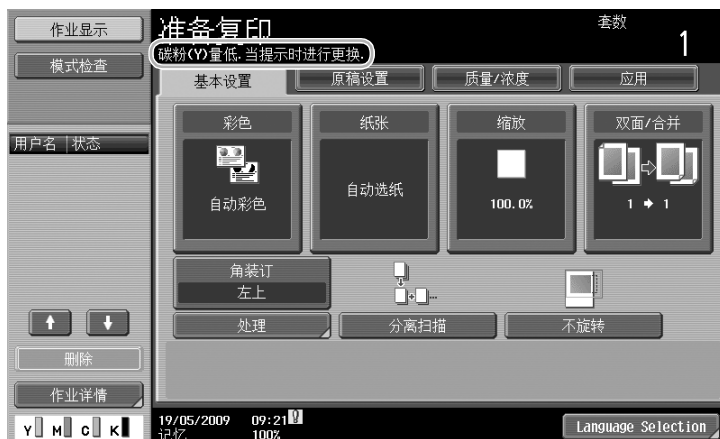 作业显示
模式检查
准备复印
套数
1
碳粉(Y)量低.当提示时进行更换.
基本设置
原稿设置
质量/浓度
应用
用户名 状态
彩色
纸张
缩放
双面/合并
自动彩色
自动选纸
100.0%
1 → 1
角装订
左上
处理
分离扫描
不旋转
删除
作业详情
Y M C K
19/05/2009 09:21
记忆 100%
Language Selection